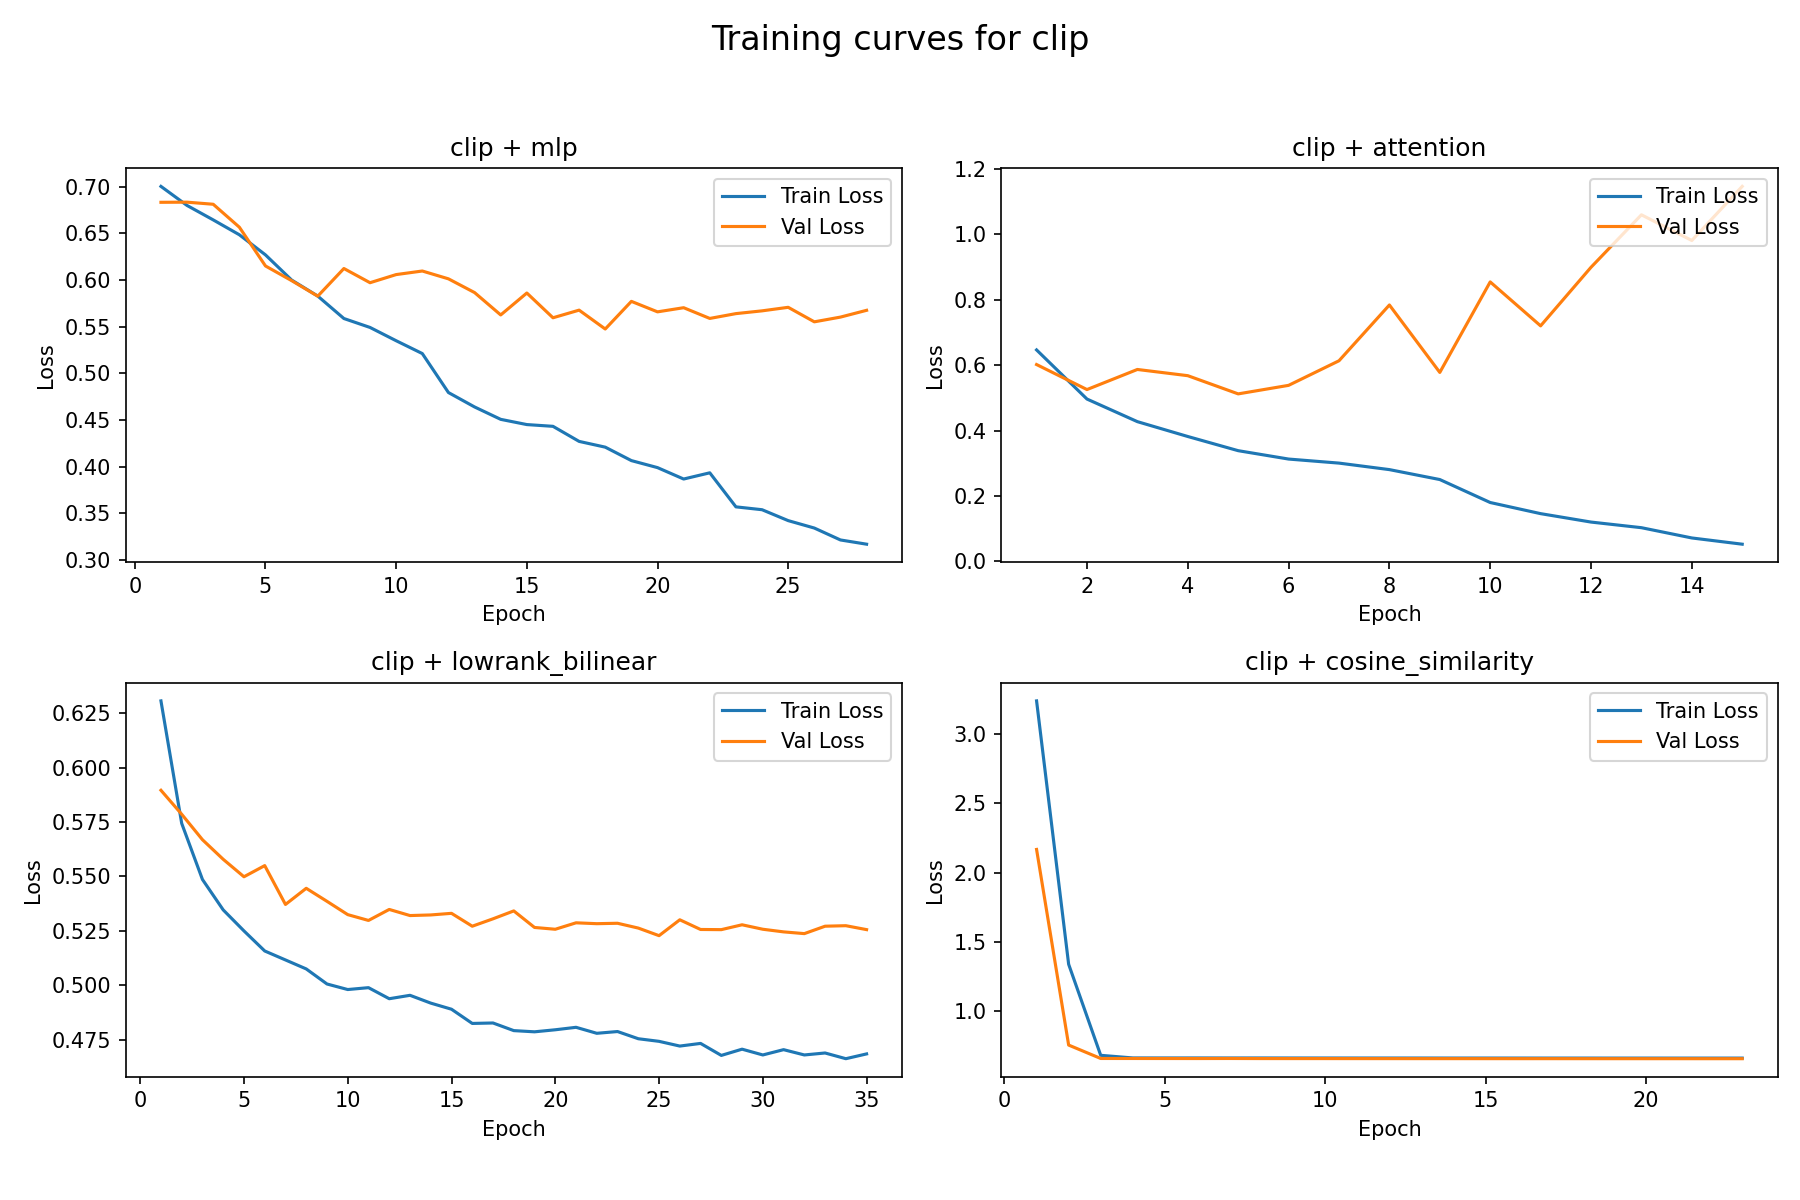 Training curves for clip
clip + mlp
0.70
0.65
0.60
0.55
0.50
0.45
0.40
0.35
0.30
Loss
0 5 10 15 20 25
Epoch
Train Loss
Val Loss
clip + attention
1.2
1.0
0.8
0.6
0.4
0.2
0.0
Loss
2 4 6 8 10 12 14
Epoch
Train Loss
Val Loss
clip + lowrank_bilinear
0.625
0.600
0.575
0.550
0.525
0.500
0.475
Loss
0 5 10 15 20 25 30 35
Epoch
Train Loss
Val Loss
clip + cosine_similarity
3.0
2.5
2.0
1.5
1.0
Loss
0 5 10 15 20
Epoch
Train Loss
Val Loss